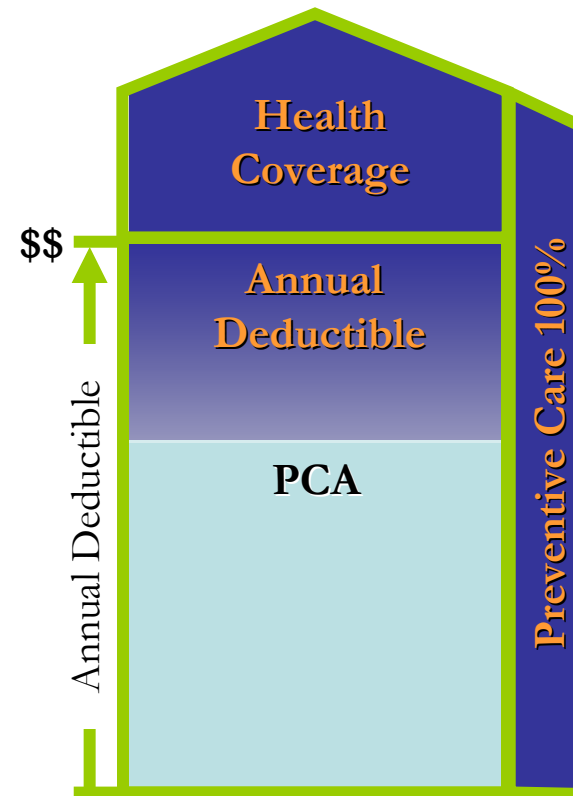 Health
Coverage
$$
Annual
Deductible
PCA
Annual Deductible
Preventive Care 100%